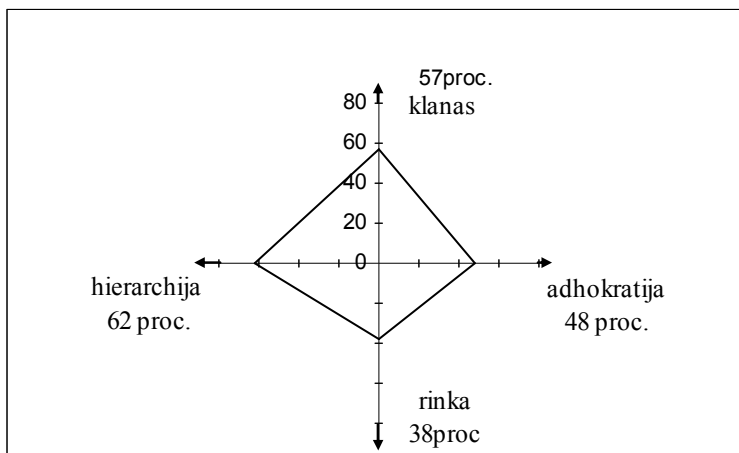 57proc.
klanas
80
60
40
20
0
hierarchija
62 proc.
adhokratija
48 proc.
rinka
38proc